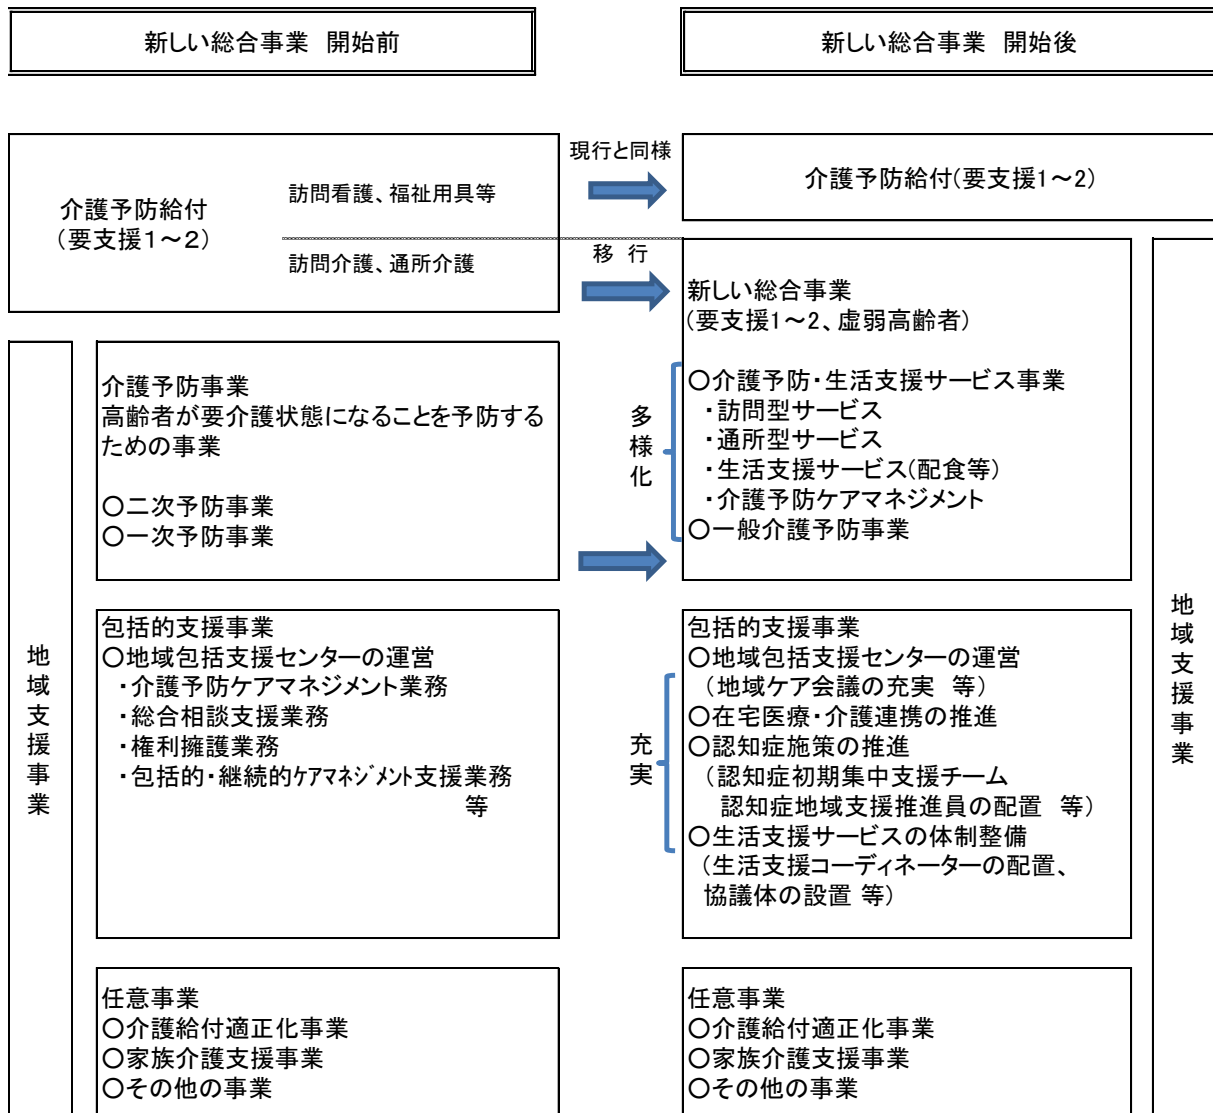 新しい総合事業 開始前
新しい総合事業 開始後
介護予防給付
(要支援1～2)
訪問看護、福祉用具等
訪問介護、通所介護
現行と同様
移 行
介護予防給付(要支援1～2)
新しい総合事業
(要支援1～2、虚弱高齢者)
〇介護予防・生活支援サービス事業
・訪問型サービス
・通所型サービス
・生活支援サービス(配食等)
・介護予防ケアマネジメント
〇一般介護予防事業
多様化
介護予防事業
高齢者が要介護状態になることを予防する
ための事業
〇二次予防事業
〇一次予防事業
地域支援事業
包括的支援事業
〇地域包括支援センターの運営
・介護予防ケアマネジメント業務
・総合相談支援業務
・権利擁護業務
・包括的・継続的ケアマネジメント支援業務
等
充実
包括的支援事業
〇地域包括支援センターの運営
(地域ケア会議の充実 等)
〇在宅医療・介護連携の推進
〇認知症施策の推進
(認知症初期集中支援チーム
認知症地域支援推進員の配置 等)
〇生活支援サービスの体制整備
(生活支援コーディネーターの配置、
協議体の設置 等)
地域支援事業
任意事業
〇介護給付適正化事業
〇家族介護支援事業
〇その他の事業
任意事業
〇介護給付適正化事業
〇家族介護支援事業
〇その他の事業